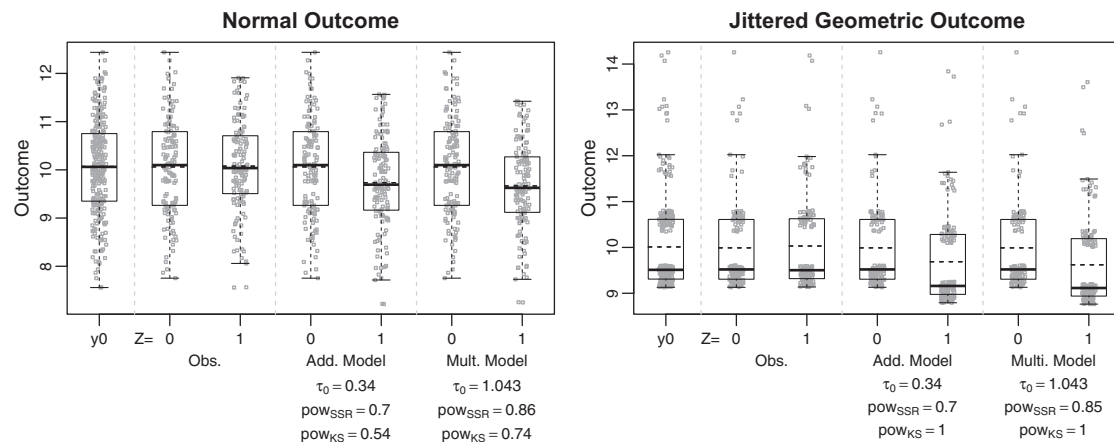 Normal Outcome
Outcome
12
11
10
9
8
y0 Z= 0 1 0 1 0 1
Obs. Add. Model Mult. Model
τ0 = 0.34 τ0 = 1.043
powSSR = 0.7 powSSR = 0.86
powKS = 0.54 powKS = 0.74
Jittered Geometric Outcome
Outcome
14
13
12
11
10
9
y0 Z= 0 1 0 1 0 1
Obs. Add. Model Multi. Model
τ0 = 0.34 τ0 = 1.043
powSSR = 0.7 powSSR = 0.85
powKS = 1 powKS = 1